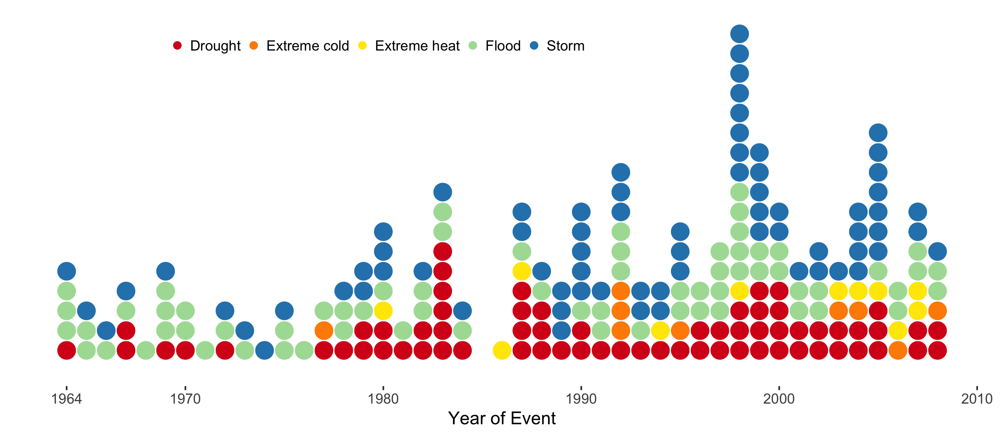 Drought Extreme cold Extreme heat Flood Storm
1964 1970 1980 1990 2000 2010
Year of Event